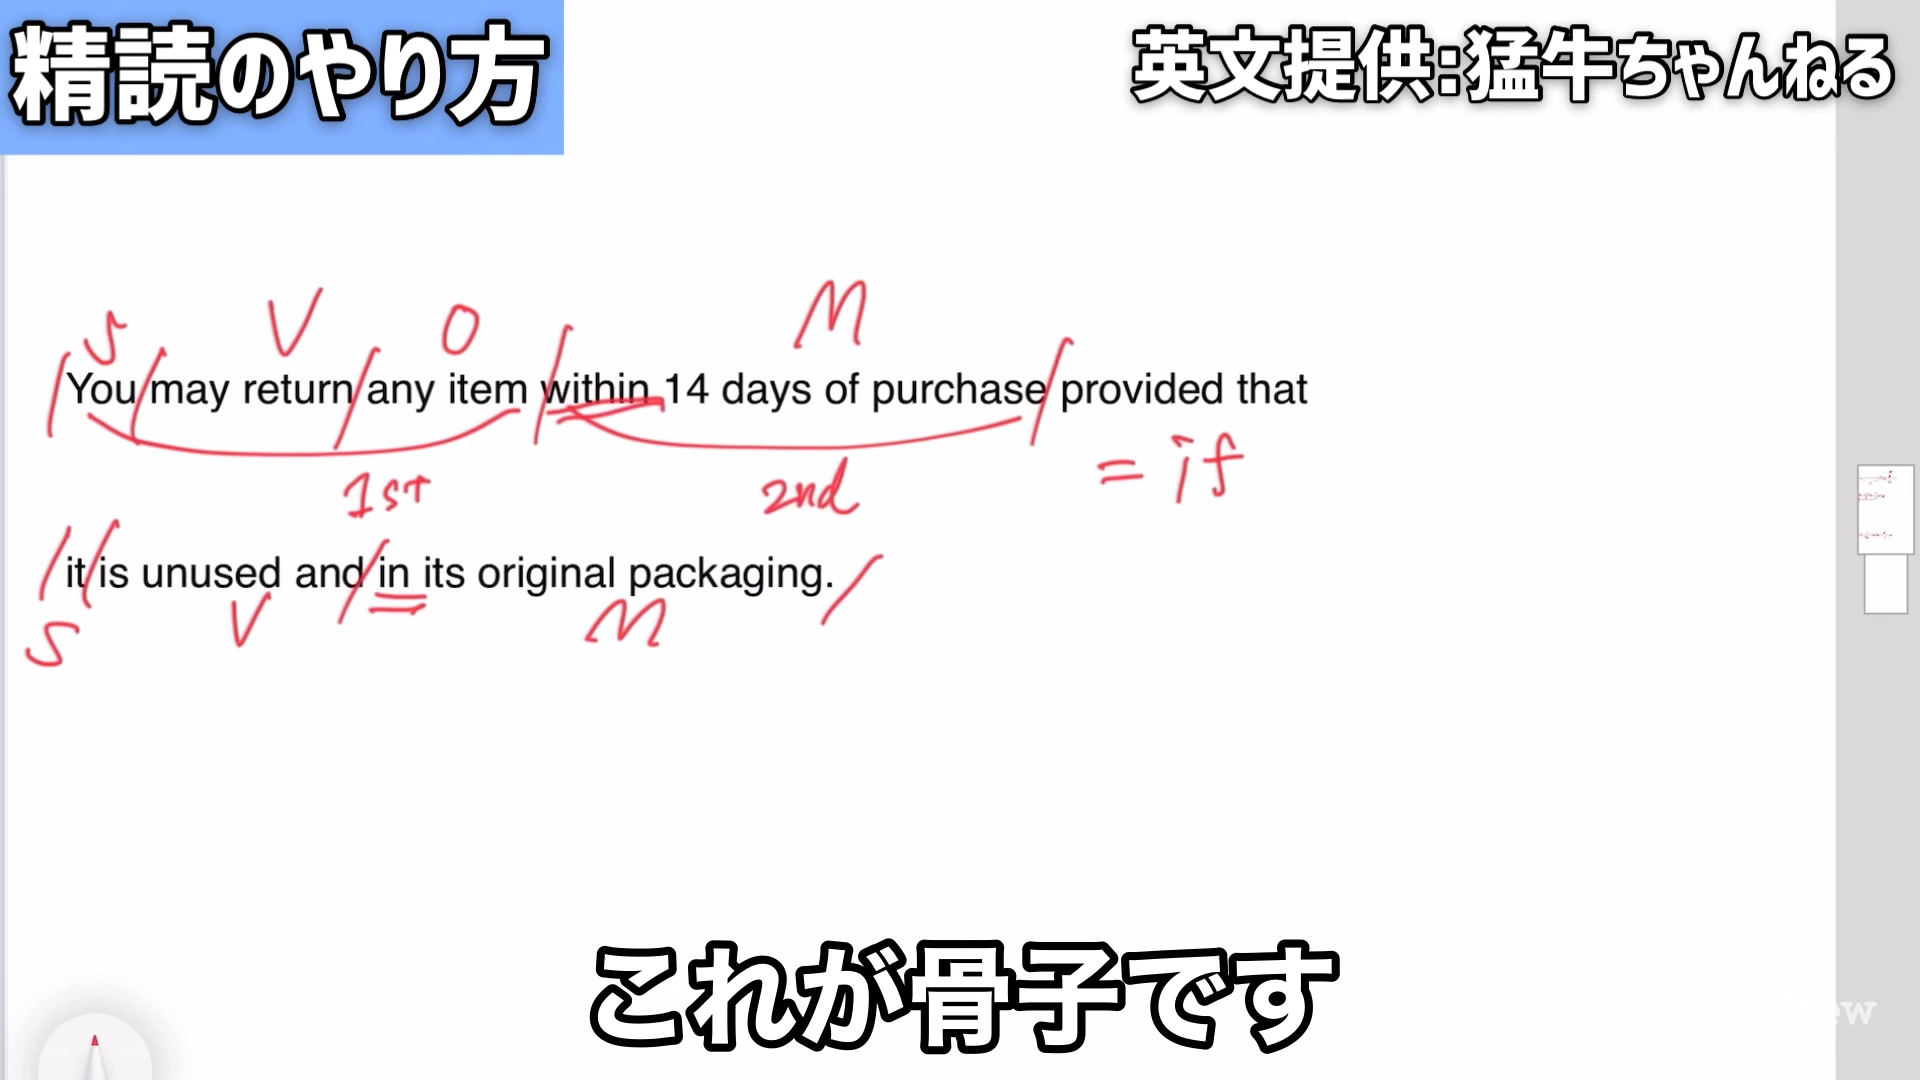 精読のやり方
英文提供:猛牛ちゃんねる
S V O M
You may return any item within 14 days of purchase provided that
1st 2nd = if
it is unused and in its original packaging.
S V M
これが骨子です